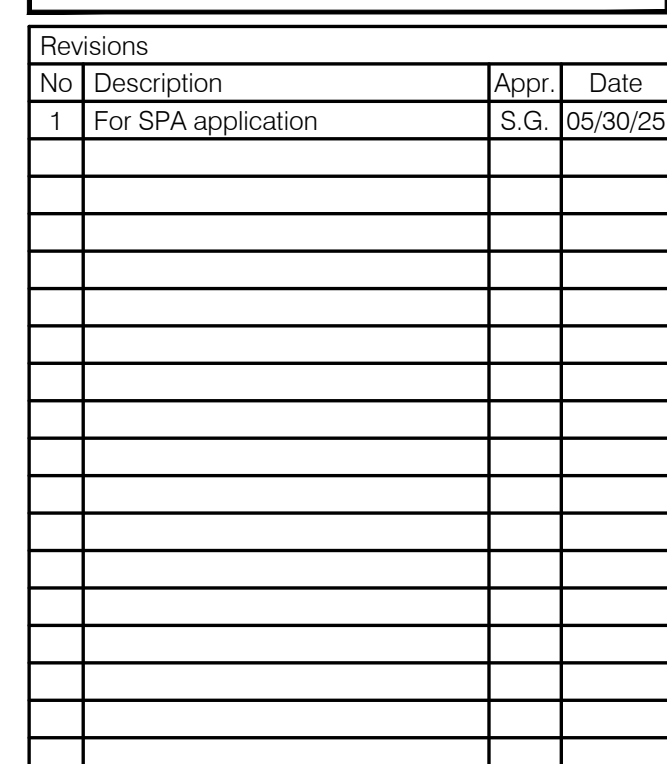 Revisions
No Description Appr. Date
1 For SPA application S.G. 05/30/25